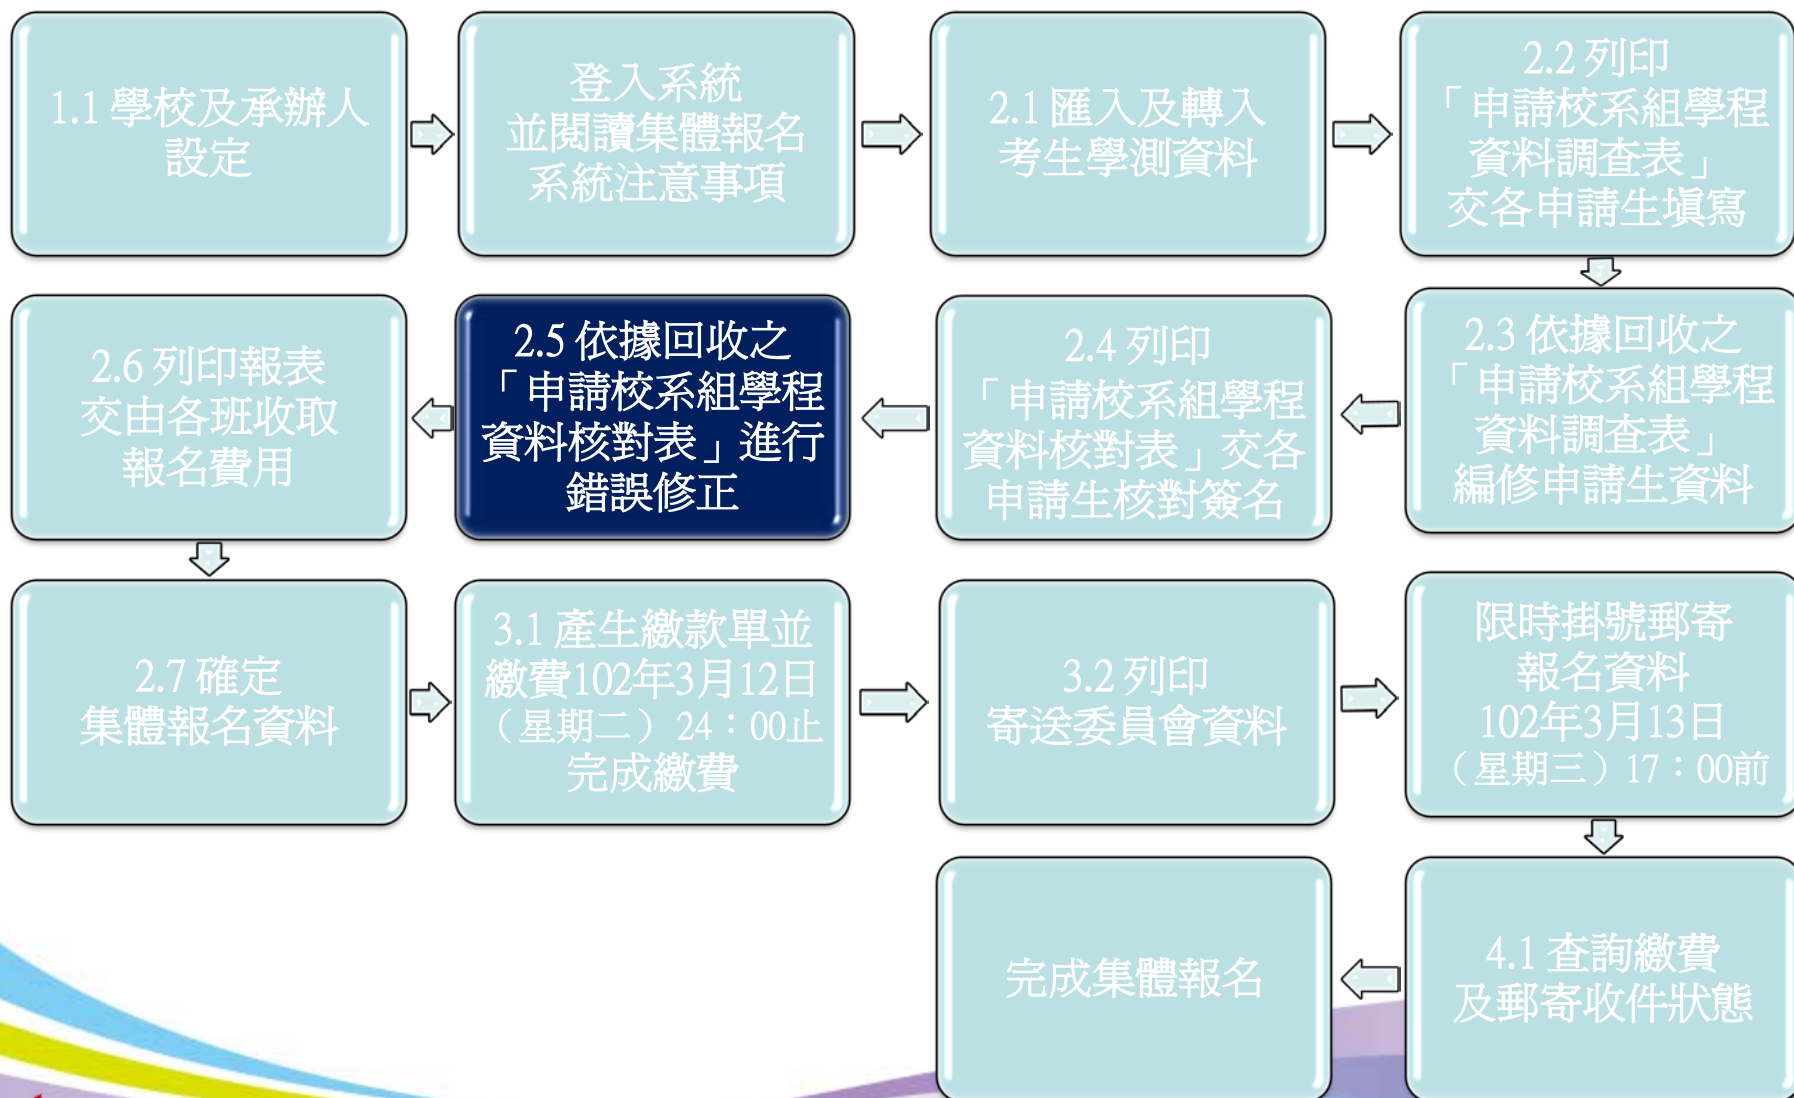 1.1 學校及承辦人
設定
登入系統
並閱讀集體報名
系統注意事項
2.1 匯入及轉入
考生學測資料
2.2 列印
「申請校系組學程
資料調查表」
交各申請生填寫
2.3 依據回收之
「申請校系組學程
資料調查表」
編修申請生資料
2.4 列印
「申請校系組學程
資料核對表」交各
申請生核對簽名
2.5 依據回收之
「申請校系組學程
資料核對表」進行
錯誤修正
2.6 列印報表
交由各班收取
報名費用
2.7 確定
集體報名資料
3.1 產生繳款單並
繳費102年3月12日
（星期二）24：00止
完成繳費
3.2 列印
寄送委員會資料
限時掛號郵寄
報名資料
102年3月13日
（星期三）17：00前
4.1 查詢繳費
及郵寄收件狀態
完成集體報名